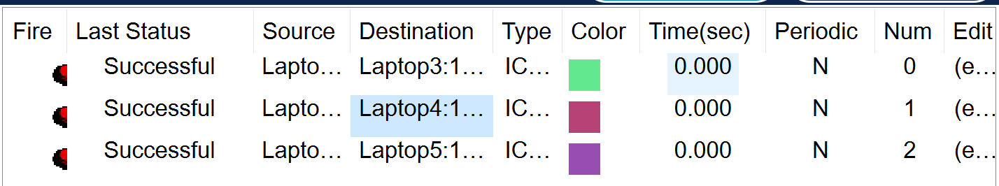 Fire Last Status Source Destination Type Color Time(sec) Periodic Num Edit
Successful Lapto... Laptop3:1... IC... 0.000 N 0 (e...
Successful Lapto... Laptop4:1... IC... 0.000 N 1 (e...
Successful Lapto... Laptop5:1... IC... 0.000 N 2 (e...